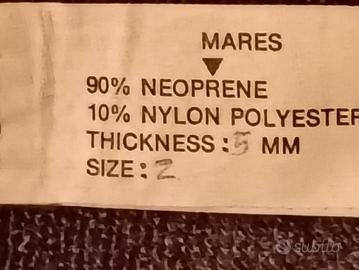 MARES
90% NEOPRENE
10% NYLON POLYESTER
THICKNESS : 5 MM
SIZE : 2
subito